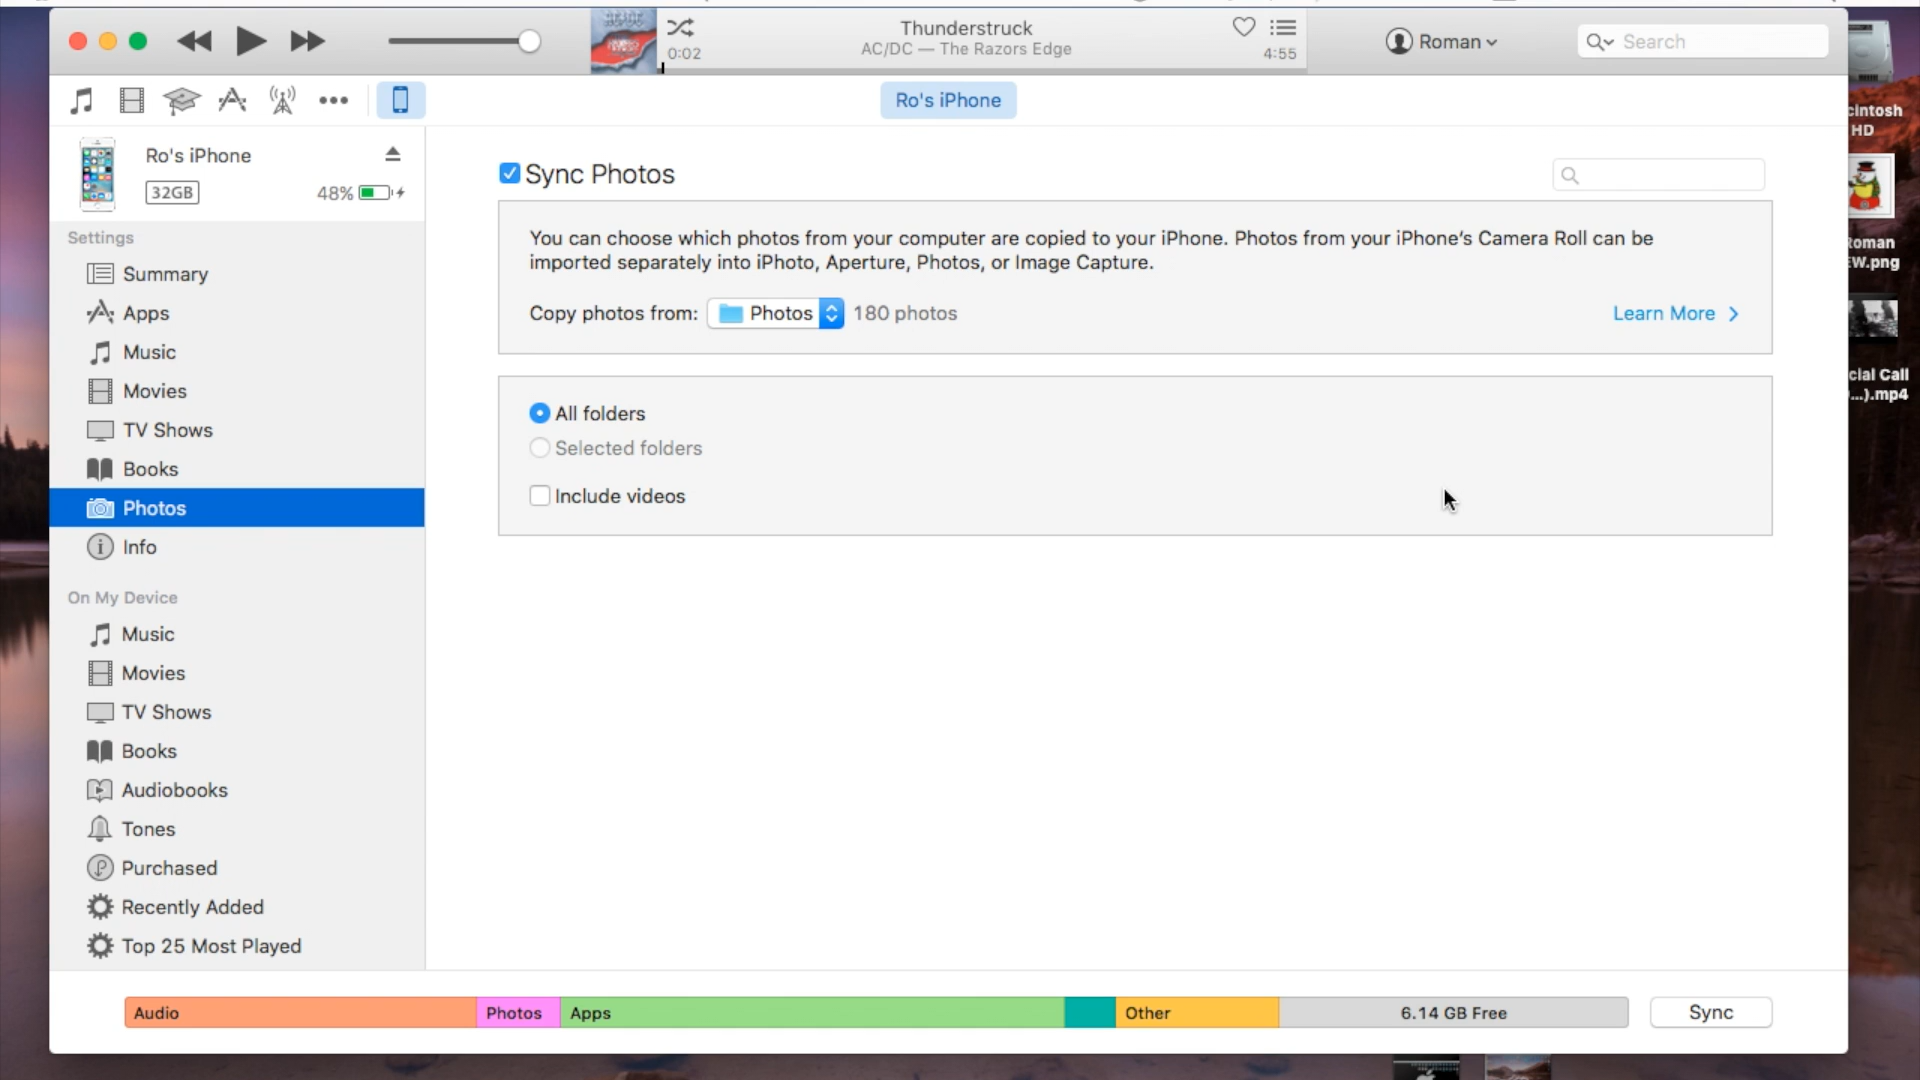 Thunderstruck
AC/DC — The Razors Edge
0:02
4:55
Roman
Search
Ro's iPhone
Ro's iPhone
32GB
48%
Settings
Summary
Apps
Music
Movies
TV Shows
Books
Photos
Info
On My Device
Music
Movies
TV Shows
Books
Audiobooks
Tones
Purchased
Recently Added
Top 25 Most Played
Sync Photos
You can choose which photos from your computer are copied to your iPhone. Photos from your iPhone’s Camera Roll can be
imported separately into iPhoto, Aperture, Photos, or Image Capture.
Copy photos from: Photos 180 photos
Learn More
All folders
Selected folders
Include videos
Audio
Photos
Apps
Other
6.14 GB Free
Sync
cintosh
HD
oman
EW.png
cial Call
...).mp4